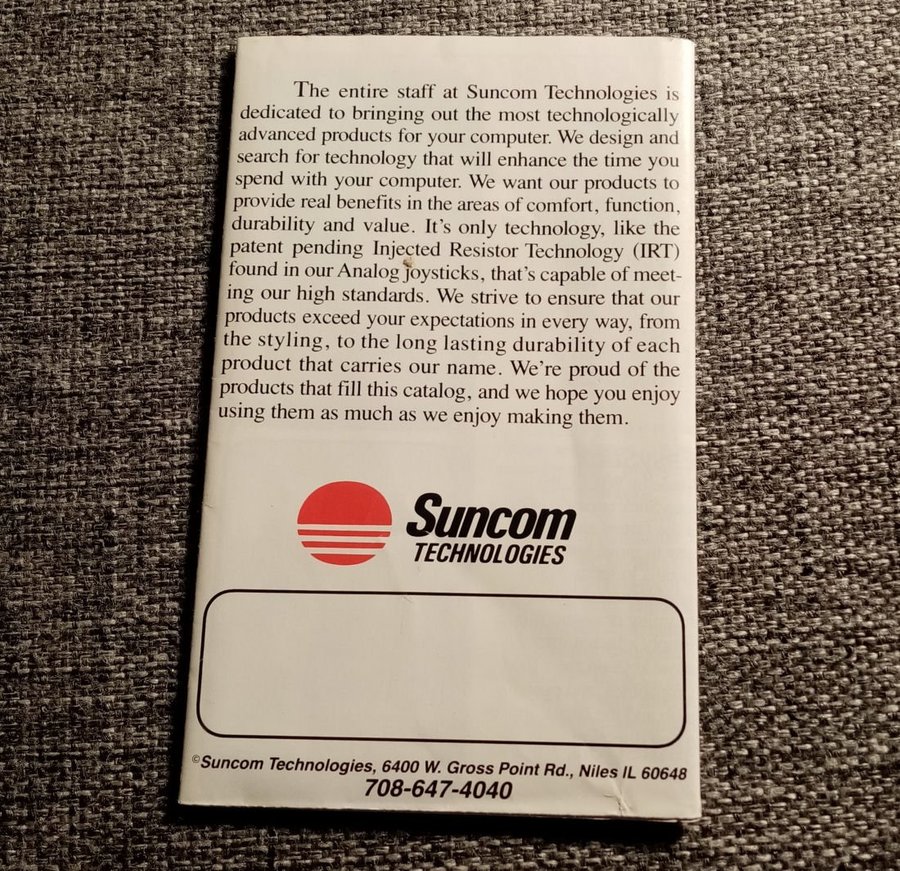 The entire staff at Suncom Technologies is
dedicated to bringing out the most technologically
advanced products for your computer. We design and
search for technology that will enhance the time you
spend with your computer. We want our products to
provide real benefits in the areas of comfort, function,
durability and value. It's only technology, like the
patent pending Injected Resistor Technology (IRT)
found in our Analog joysticks, that's capable of meet-
ing our high standards. We strive to ensure that our
products exceed your expectations in every way, from
the styling, to the long lasting durability of each
product that carries our name. We're proud of the
products that fill this catalog, and we hope you enjoy
using them as much as we enjoy making them.
Suncom
TECHNOLOGIES
©Suncom Technologies, 6400 W. Gross Point Rd., Niles IL 60648
708-647-4040